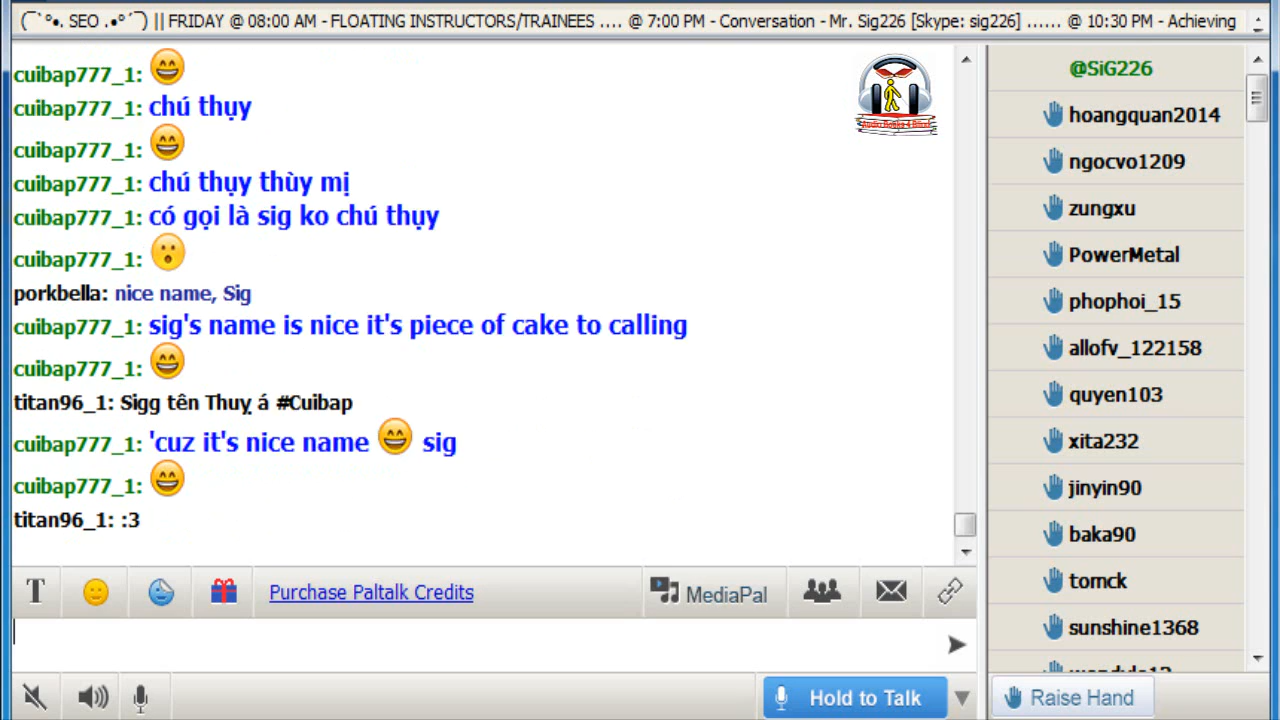 (¯`°•. SEO .•°´¯) || FRIDAY @ 08:00 AM - FLOATING INSTRUCTORS/TRAINEES .... @ 7:00 PM - Conversation - Mr. Sig226 [Skype: sig226] ...... @ 10:30 PM - Achieving
cuibap777_1: 😄
cuibap777_1: chú thụy
cuibap777_1: 😄
cuibap777_1: chú thụy thùy mị
cuibap777_1: có gọi là sig ko chú thụy
cuibap777_1: 😮
porkbella: nice name, Sig
cuibap777_1: sig's name is nice it's piece of cake to calling
cuibap777_1: 😄
titan96_1: Sigg tên Thuỵ á #Cuibap
cuibap777_1: 'cuz it's nice name 😄 sig
cuibap777_1: 😄
titan96_1: :3
@SiG226
hoangquan2014
ngocvo1209
zungxu
PowerMetal
phophoi_15
allofv_122158
quyen103
xita232
jinyin90
baka90
tomck
sunshine1368
T
Purchase Paltalk Credits
MediaPal
Hold to Talk
Raise Hand